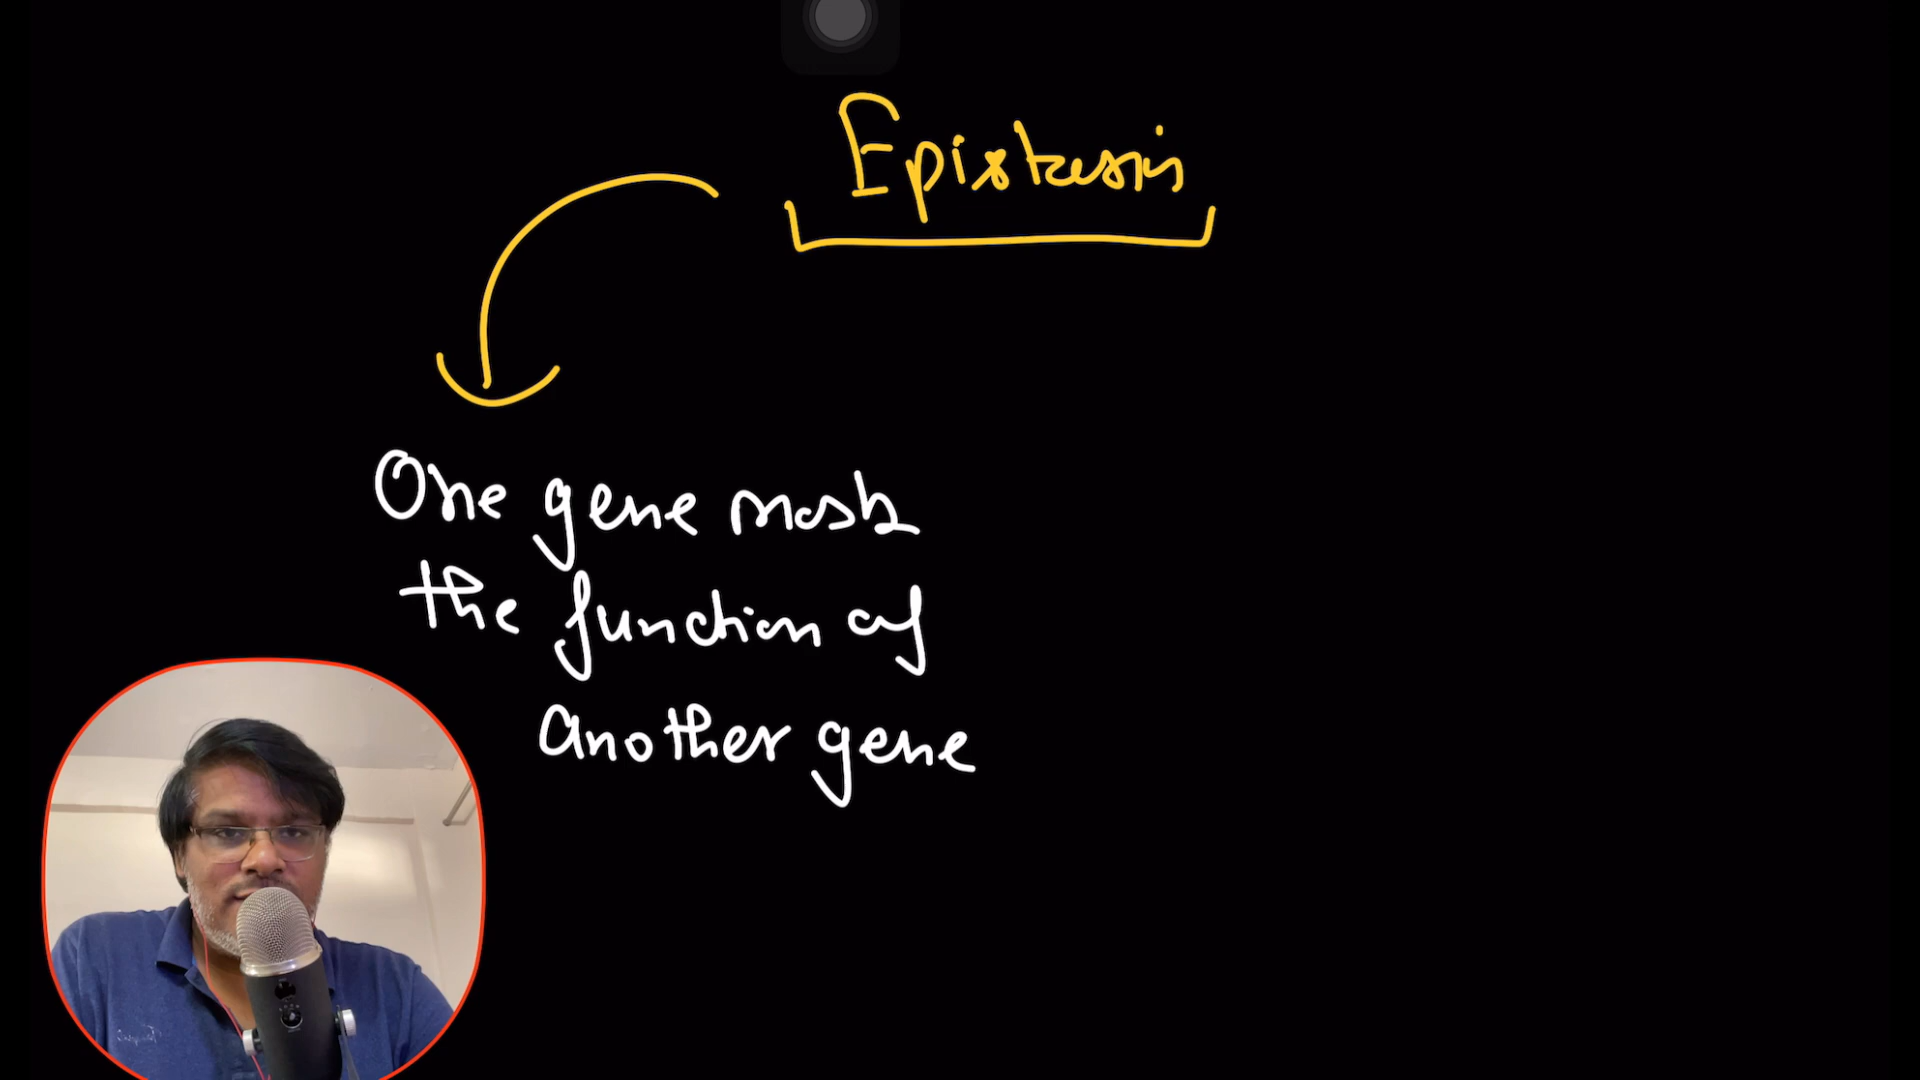 Epistasis
One gene mask
the function of
another gene